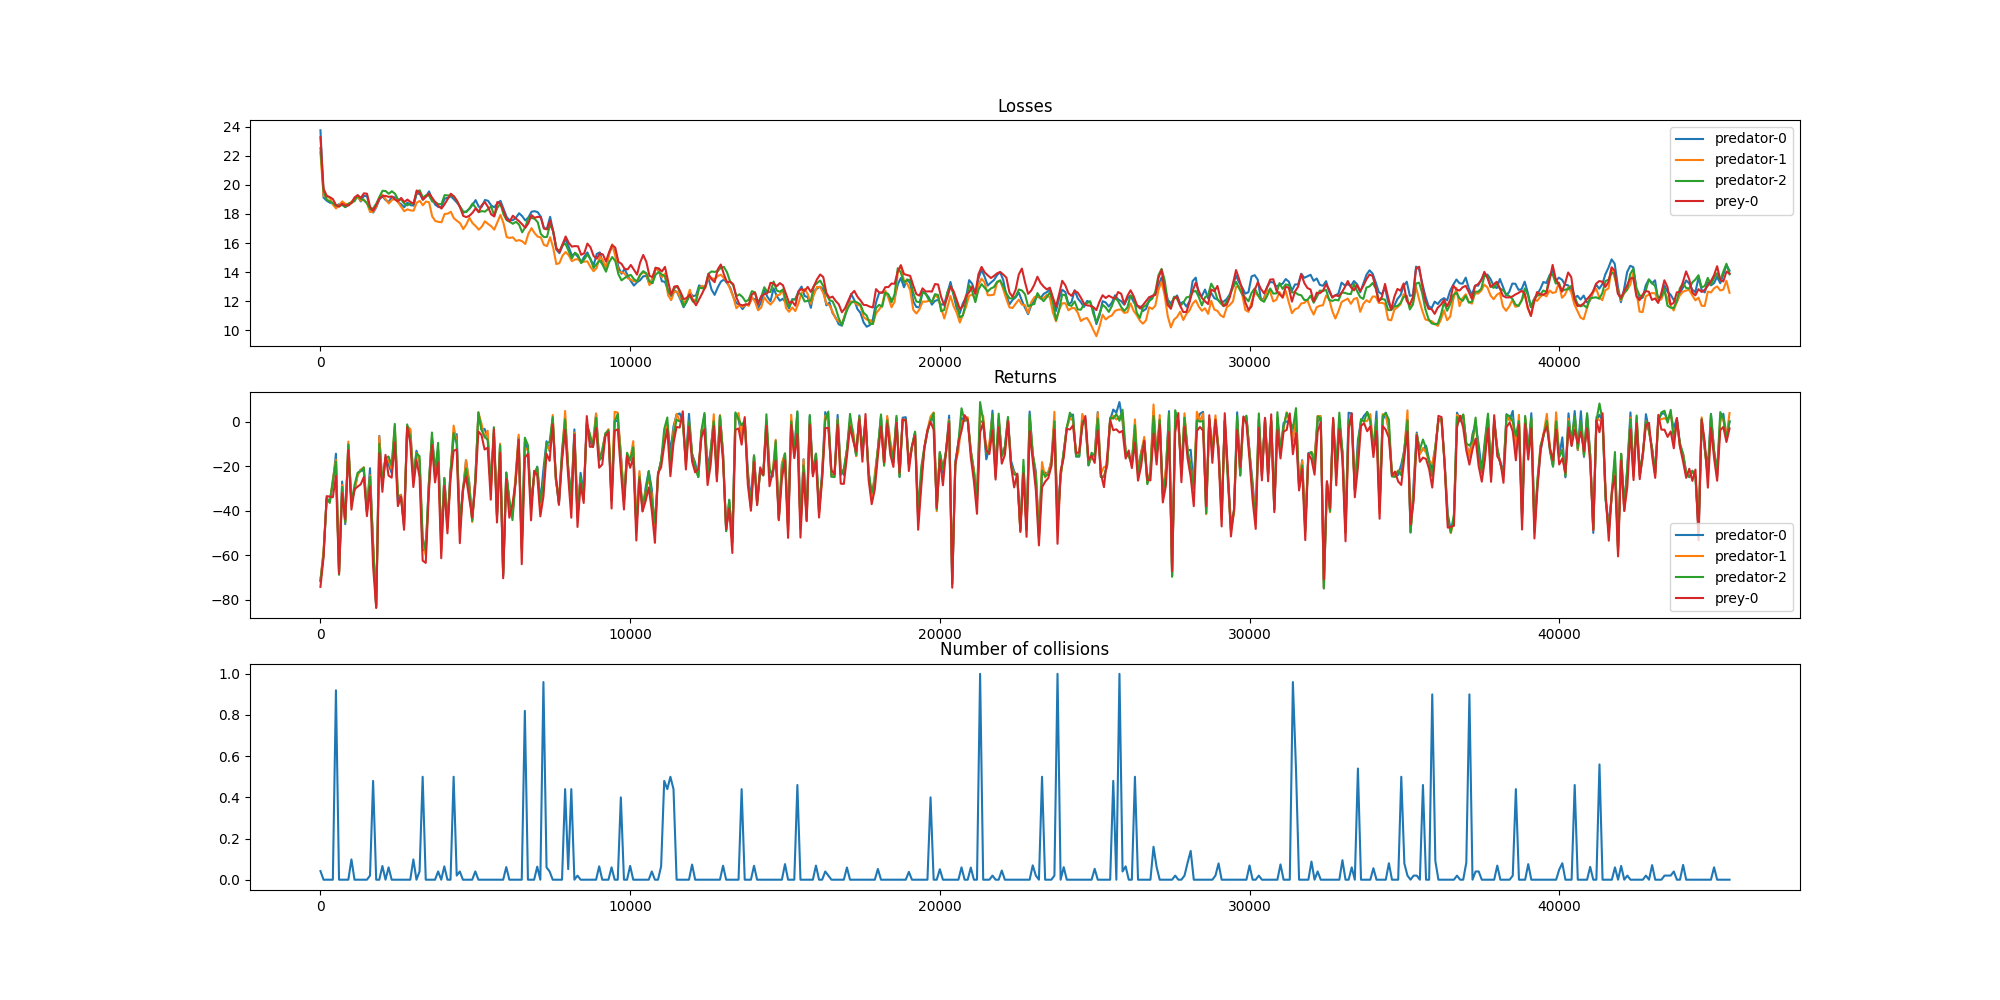 Losses
24
22
20
18
16
14
12
10
predator-0
predator-1
predator-2
prey-0
0 10000 20000 30000 40000
Returns
0
−20
−40
−60
−80
predator-0
predator-1
predator-2
prey-0
0 10000 20000 30000 40000
Number of collisions
1.0
0.8
0.6
0.4
0.2
0.0
0 10000 20000 30000 40000